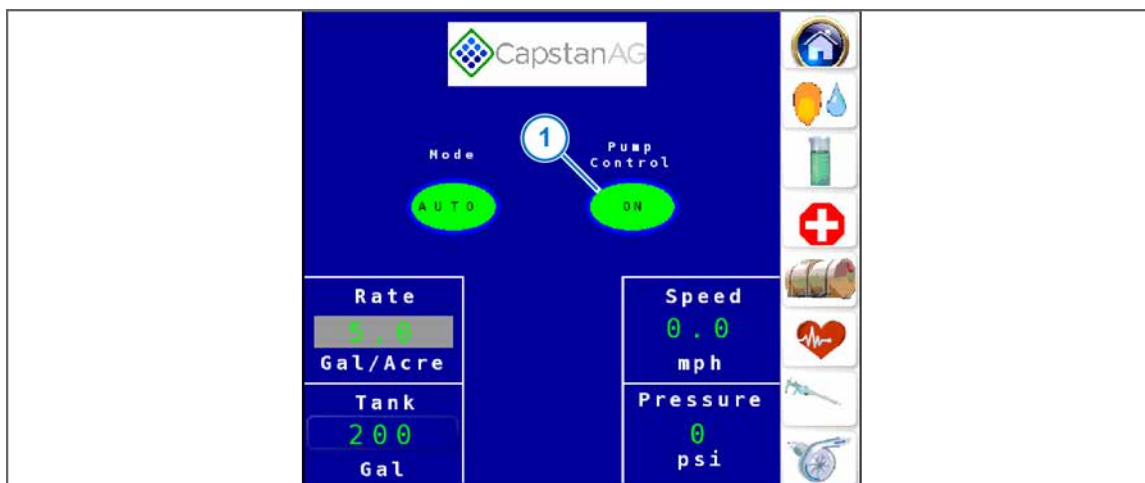 CapstanAG
1
Mode
Pump
Control
AUTO
ON
Rate
5.0
Gal/Acre
Speed
0.0
mph
Tank
200
Gal
Pressure
0
psi